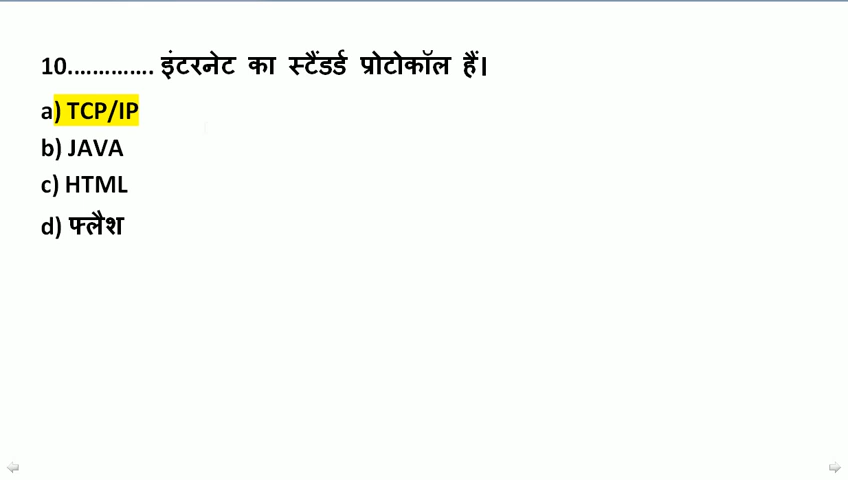 10.............. इंटरनेट का स्टैंडर्ड प्रोटोकॉल हैं।
a) TCP/IP
b) JAVA
c) HTML
d) फ्लैश